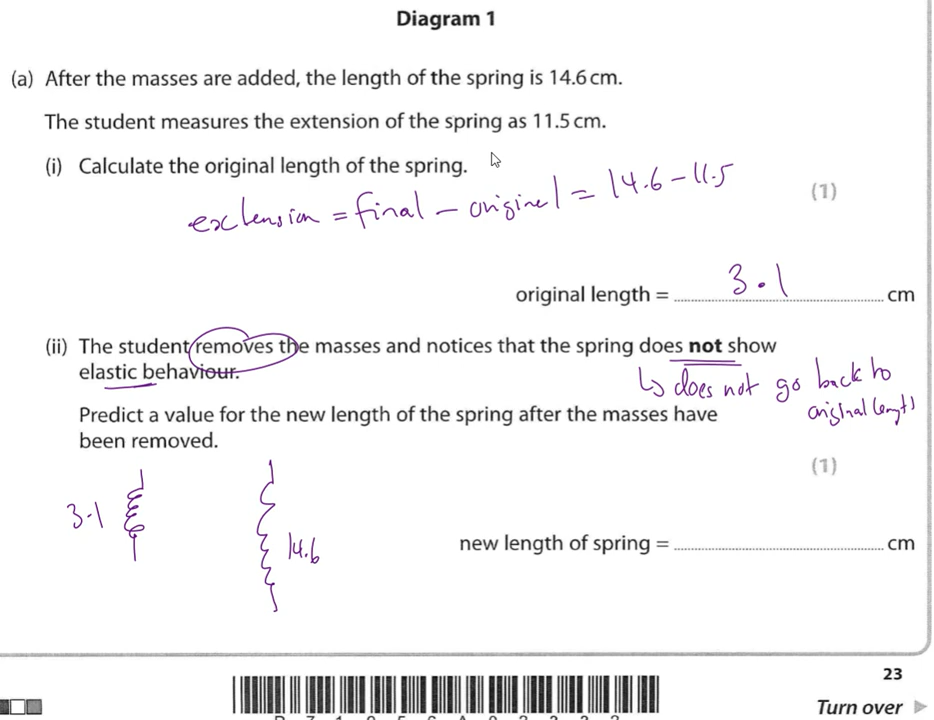 Diagram 1
(a) After the masses are added, the length of the spring is 14.6 cm.
The student measures the extension of the spring as 11.5 cm.
(i) Calculate the original length of the spring.
(1)
extension = final - original = 14.6 - 11.5
original length = 3.1 cm
(ii) The student removes the masses and notices that the spring does not show
elastic behaviour.
↳ does not go back to
original length
Predict a value for the new length of the spring after the masses have
been removed.
(1)
3.1
14.6
new length of spring = cm
23
Turn over